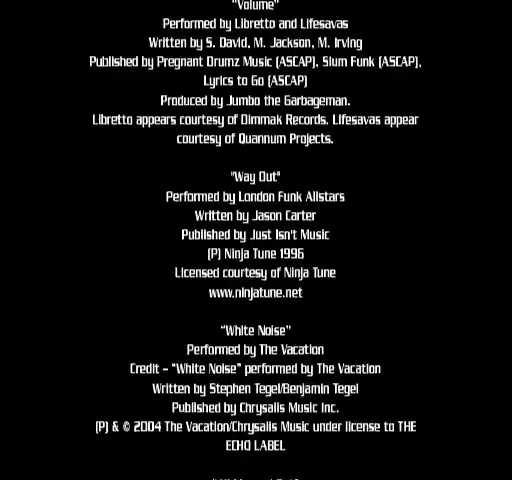 "Volume"
Performed by Libretto and Lifesavas
Written by S. David, M. Jackson, M. Irving
Published by Pregnant Drumz Music (ASCAP), Slum Funk (ASCAP),
Lyrics to Go (ASCAP)
Produced by Jumbo the Garbageman.
Libretto appears courtesy of Dimmak Records. Lifesavas appear
courtesy of Quannum Projects.
"Way Out"
Performed by London Funk Allstars
Written by Jason Carter
Published by Just Isn't Music
(P) Ninja Tune 1996
Licensed courtesy of Ninja Tune
www.ninjatune.net
"White Noise"
Performed by The Vacation
Credit - "White Noise" performed by The Vacation
Written by Stephen Tegel/Benjamin Tegel
Published by Chrysalis Music Inc.
(P) & © 2004 The Vacation/Chrysalis Music under license to THE
ECHO LABEL